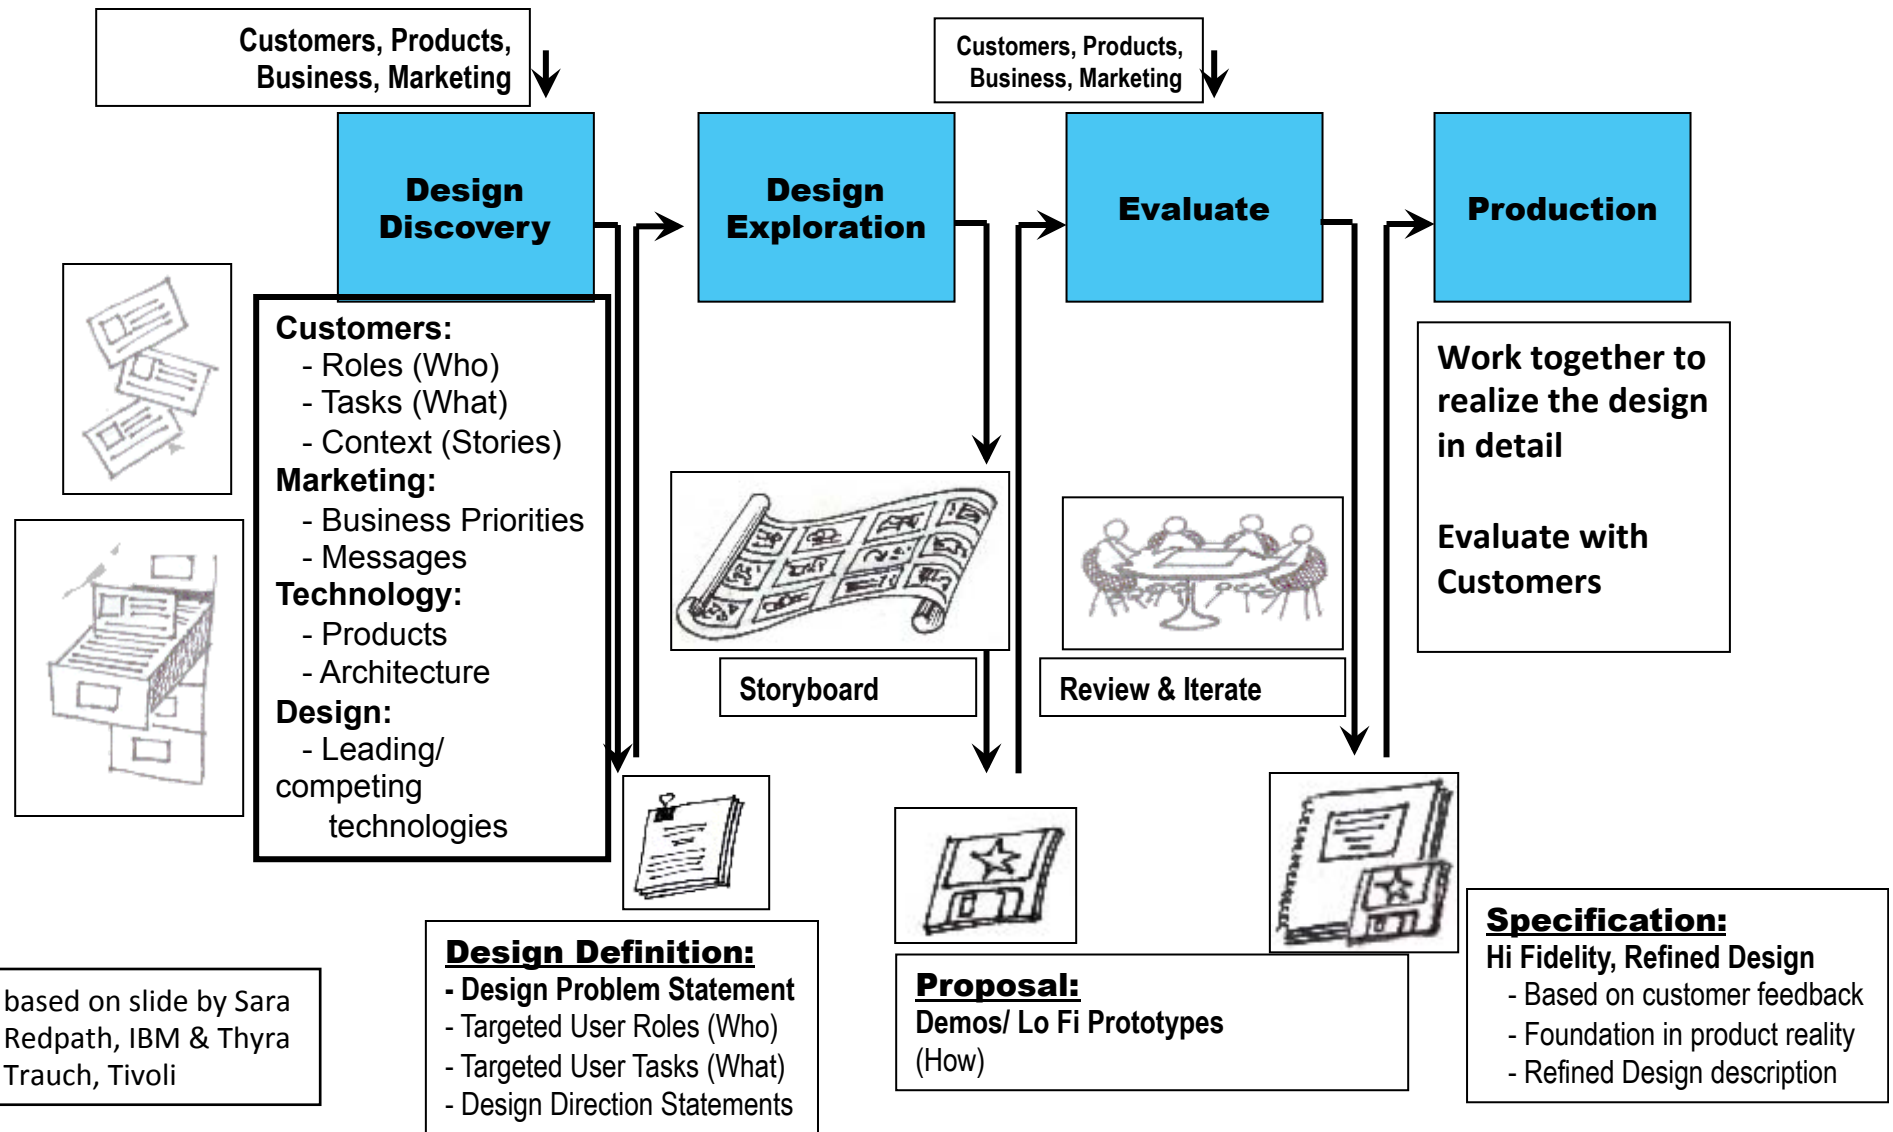 Customers, Products,
Business, Marketing
Customers, Products,
Business, Marketing
Design
Discovery
Design
Exploration
Evaluate
Production
Customers:
- Roles (Who)
- Tasks (What)
- Context (Stories)
Marketing:
- Business Priorities
- Messages
Technology:
- Products
- Architecture
Design:
- Leading/
competing
technologies
Work together to
realize the design
in detail
Evaluate with
Customers
Storyboard
Review & Iterate
Design Definition:
- Design Problem Statement
- Targeted User Roles (Who)
- Targeted User Tasks (What)
- Design Direction Statements
Proposal:
Demos/ Lo Fi Prototypes
(How)
Specification:
Hi Fidelity, Refined Design
- Based on customer feedback
- Foundation in product reality
- Refined Design description
based on slide by Sara
Redpath, IBM & Thyra
Trauch, Tivoli